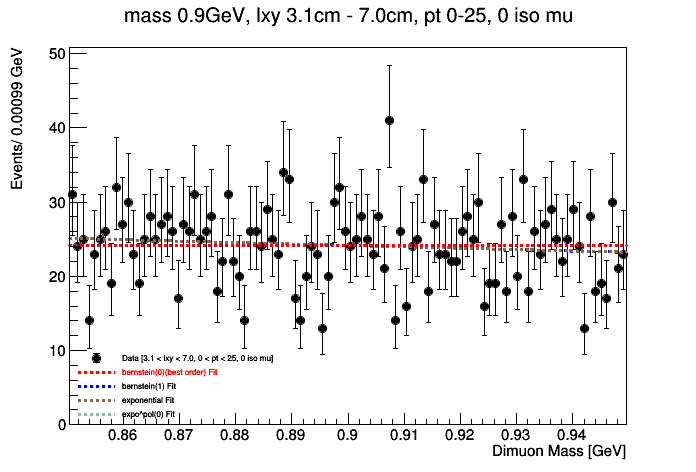 mass 0.9GeV, lxy 3.1cm - 7.0cm, pt 0-25, 0 iso mu
Events/ 0.00099 GeV
50
40
30
20
10
0
Data [3.1 < lxy < 7.0, 0 < pt < 25, 0 iso mu]
bernstein(0)(best order) Fit
bernstein(1) Fit
exponential Fit
expo*pol(0) Fit
0.86 0.87 0.88 0.89 0.9 0.91 0.92 0.93 0.94
Dimuon Mass [GeV]